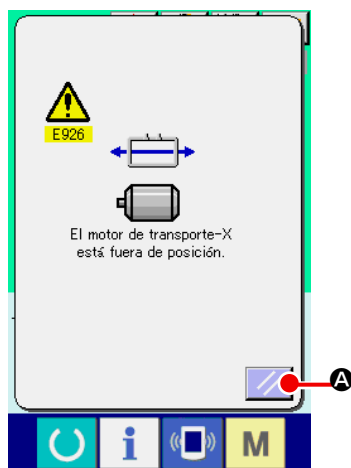 E926
El motor de transporte-X
está fuera de posición.
A
i
M